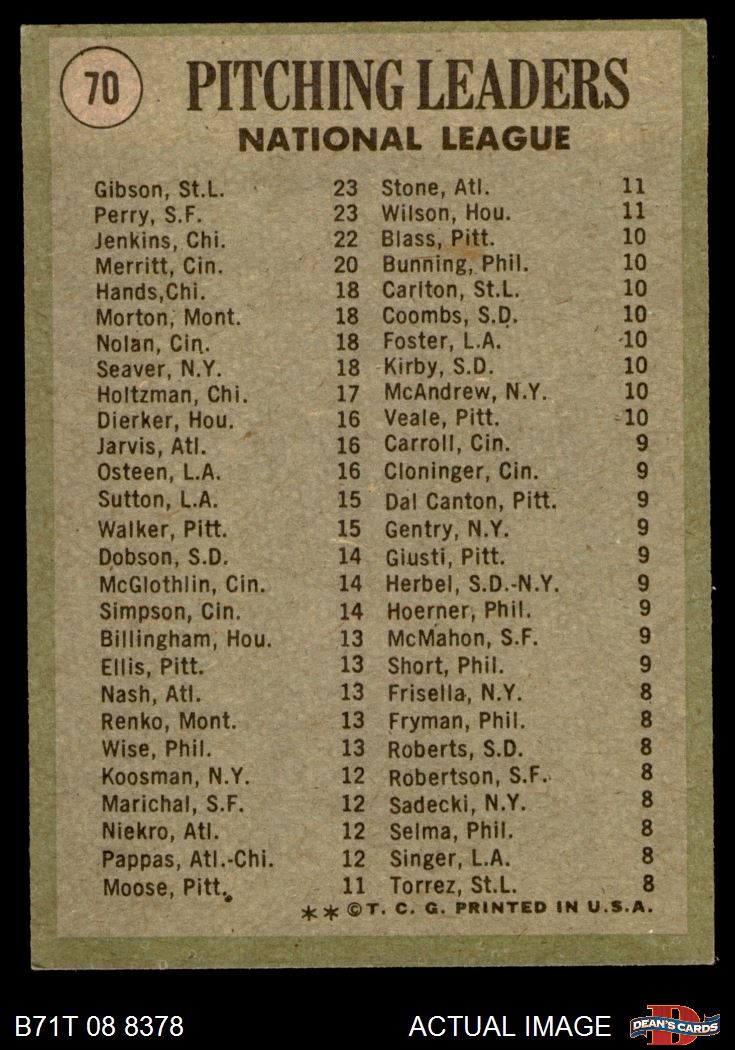 70
PITCHING LEADERS
NATIONAL LEAGUE
Gibson, St.L. 23
Perry, S.F. 23
Jenkins, Chi. 22
Merritt, Cin. 20
Hands,Chi. 18
Morton, Mont. 18
Nolan, Cin. 18
Seaver, N.Y. 18
Holtzman, Chi. 17
Dierker, Hou. 16
Jarvis, Atl. 16
Osteen, L.A. 16
Sutton, L.A. 15
Walker, Pitt. 15
Dobson, S.D. 14
McGlothlin, Cin. 14
Simpson, Cin. 14
Billingham, Hou. 13
Ellis, Pitt. 13
Nash, Atl. 13
Renko, Mont. 13
Wise, Phil. 13
Koosman, N.Y. 12
Marichal, S.F. 12
Niekro, Atl. 12
Pappas, Atl.-Chi. 12
Moose, Pitt. 11
Stone, Atl. 11
Wilson, Hou. 11
Blass, Pitt. 10
Bunning, Phil. 10
Carlton, St.L. 10
Coombs, S.D. 10
Foster, L.A. 10
Kirby, S.D. 10
McAndrew, N.Y. 10
Veale, Pitt. 10
Carroll, Cin. 9
Cloninger, Cin. 9
Dal Canton, Pitt. 9
Gentry, N.Y. 9
Giusti, Pitt. 9
Herbel, S.D.-N.Y. 9
Hoerner, Phil. 9
McMahon, S.F. 9
Short, Phil. 9
Frisella, N.Y. 8
Fryman, Phil. 8
Roberts, S.D. 8
Robertson, S.F. 8
Sadecki, N.Y. 8
Selma, Phil. 8
Singer, L.A. 8
Torrez, St.L. 8
**©T. C. G. PRINTED IN U.S.A.
B71T 08 8378 ACTUAL IMAGE
D
DEAN'S CARDS